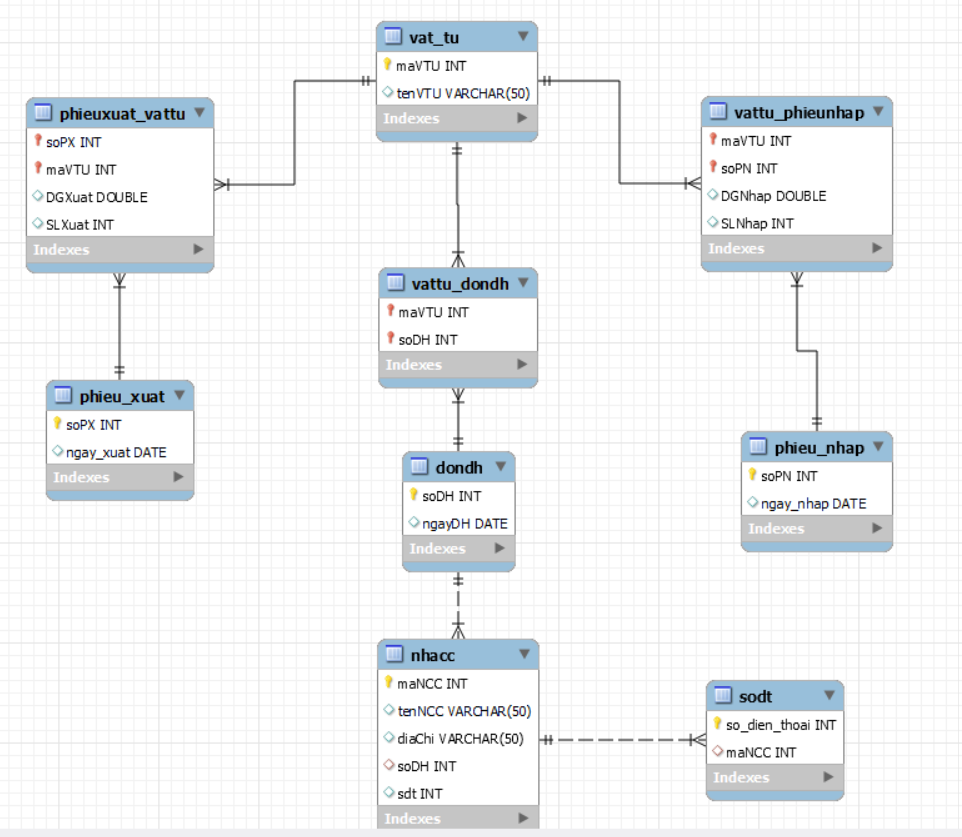 vat_tu
maVTU INT
tenVTU VARCHAR(50)
Indexes
phieuxuat_vattu
soPX INT
maVTU INT
DGXuat DOUBLE
SLXuat INT
Indexes
vattu_phieunhap
maVTU INT
soPN INT
DGNhap DOUBLE
SLNhap INT
Indexes
vattu_dondh
maVTU INT
soDH INT
Indexes
phieu_xuat
soPX INT
ngay_xuat DATE
Indexes
dondh
soDH INT
ngayDH DATE
Indexes
phieu_nhap
soPN INT
ngay_nhap DATE
Indexes
nhacc
maNCC INT
tenNCC VARCHAR(50)
diaChi VARCHAR(50)
soDH INT
sdt INT
Indexes
sodt
so_dien_thoai INT
maNCC INT
Indexes